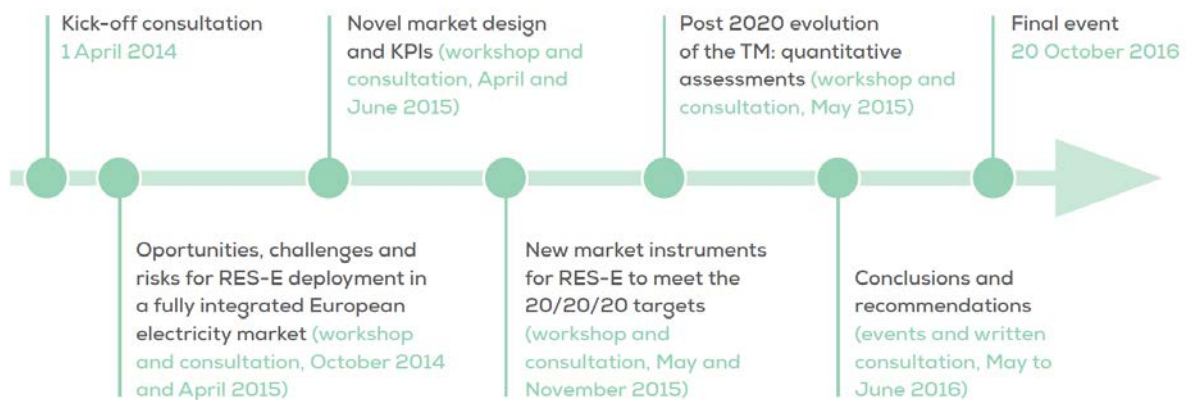 Kick-off consultation
1 April 2014
Novel market design
and KPIs (workshop and
consultation, April and
June 2015)
Post 2020 evolution
of the TM: quantitative
assessments (workshop and
consultation, May 2015)
Final event
20 October 2016
Oportunities, challenges and
risks for RES-E deployment in
a fully integrated European
electricity market (workshop
and consultation, October 2014
and April 2015)
New market instruments
for RES-E to meet the
20/20/20 targets
(workshop and
consultation, May and
November 2015)
Conclusions and
recommendations
(events and written
consultation, May to
June 2016)